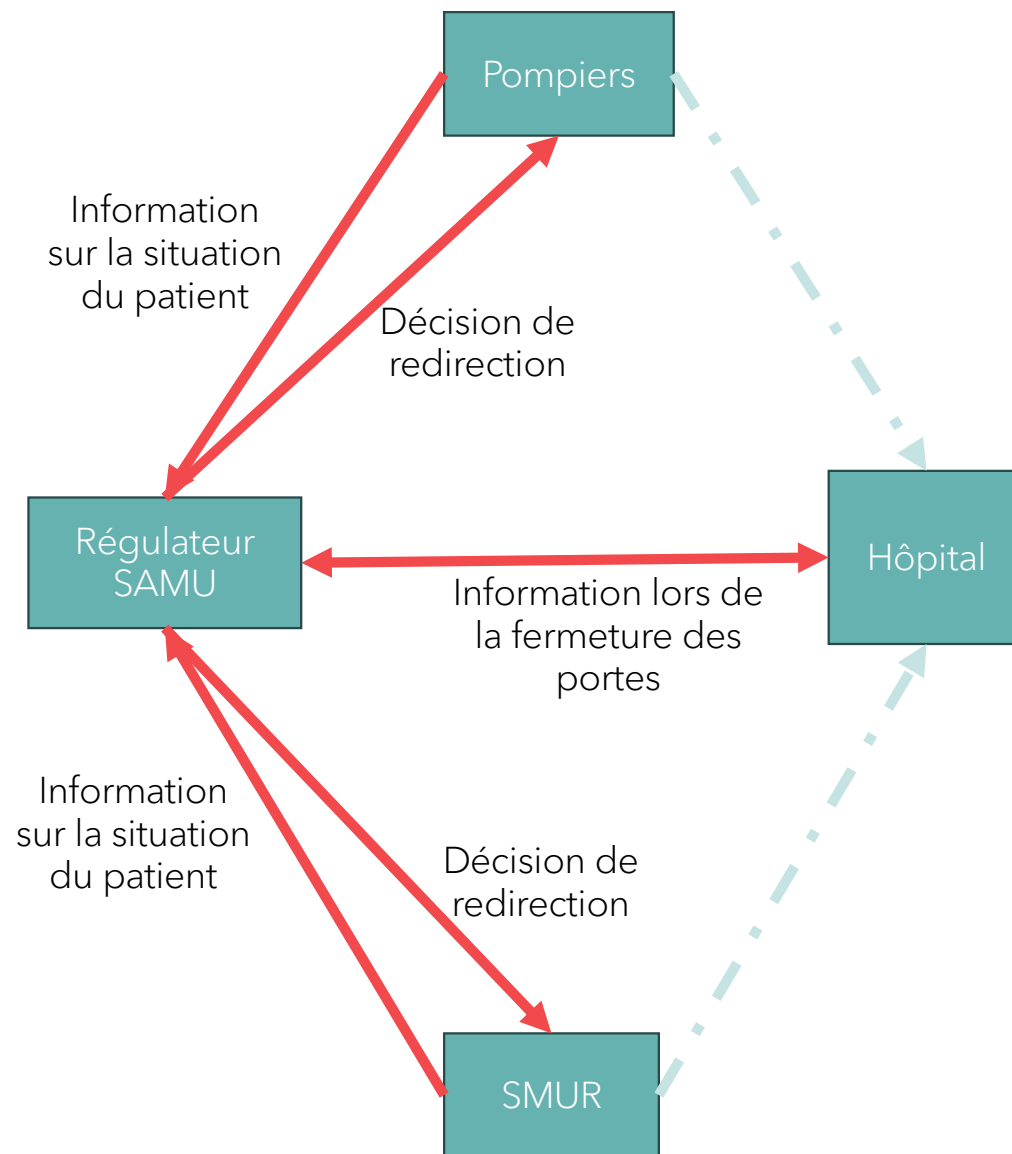 Pompiers
Information
sur la situation
du patient
Décision de
redirection
Régulateur
SAMU
Hôpital
Information lors de
la fermeture des
portes
Information
sur la situation
du patient
Décision de
redirection
SMUR